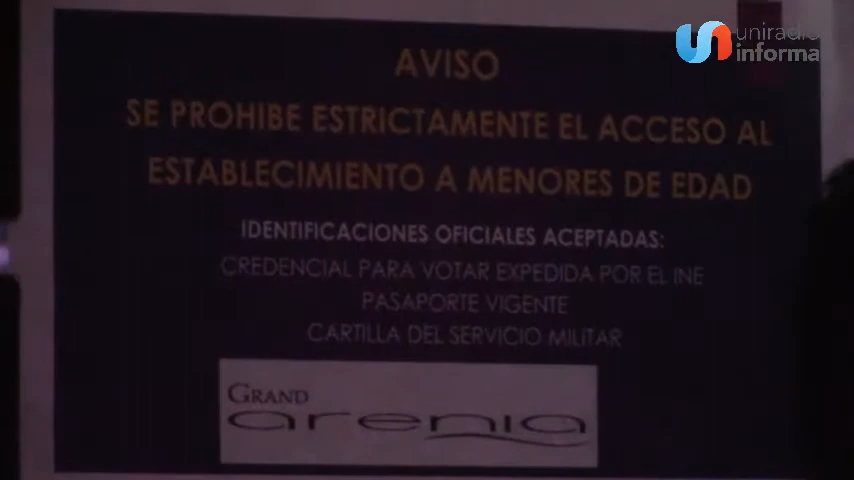 uniradio
informa
AVISO
SE PROHIBE ESTRICTAMENTE EL ACCESO AL
ESTABLECIMIENTO A MENORES DE EDAD
IDENTIFICACIONES OFICIALES ACEPTADAS:
CREDENCIAL PARA VOTAR EXPEDIDA POR EL INE
PASAPORTE VIGENTE
CARTILLA DEL SERVICIO MILITAR
GRAND
arenia